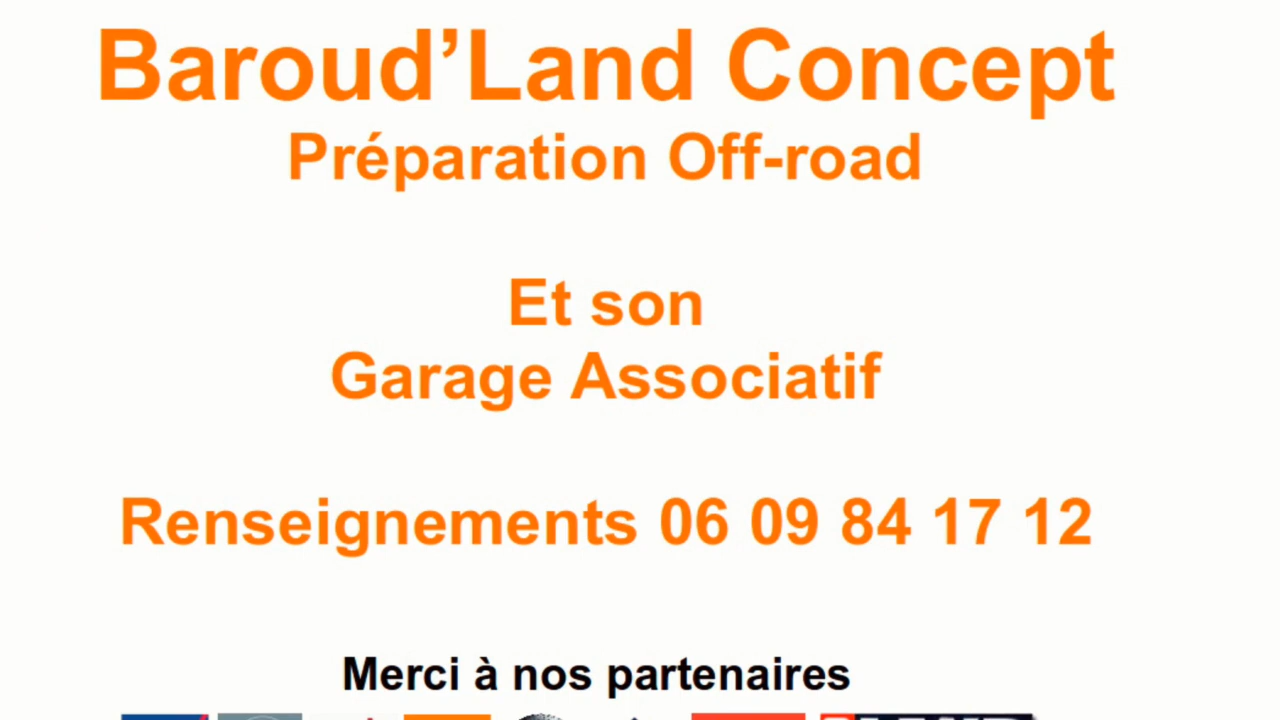 Baroud’Land Concept
Préparation Off-road
Et son
Garage Associatif
Renseignements 06 09 84 17 12
Merci à nos partenaires